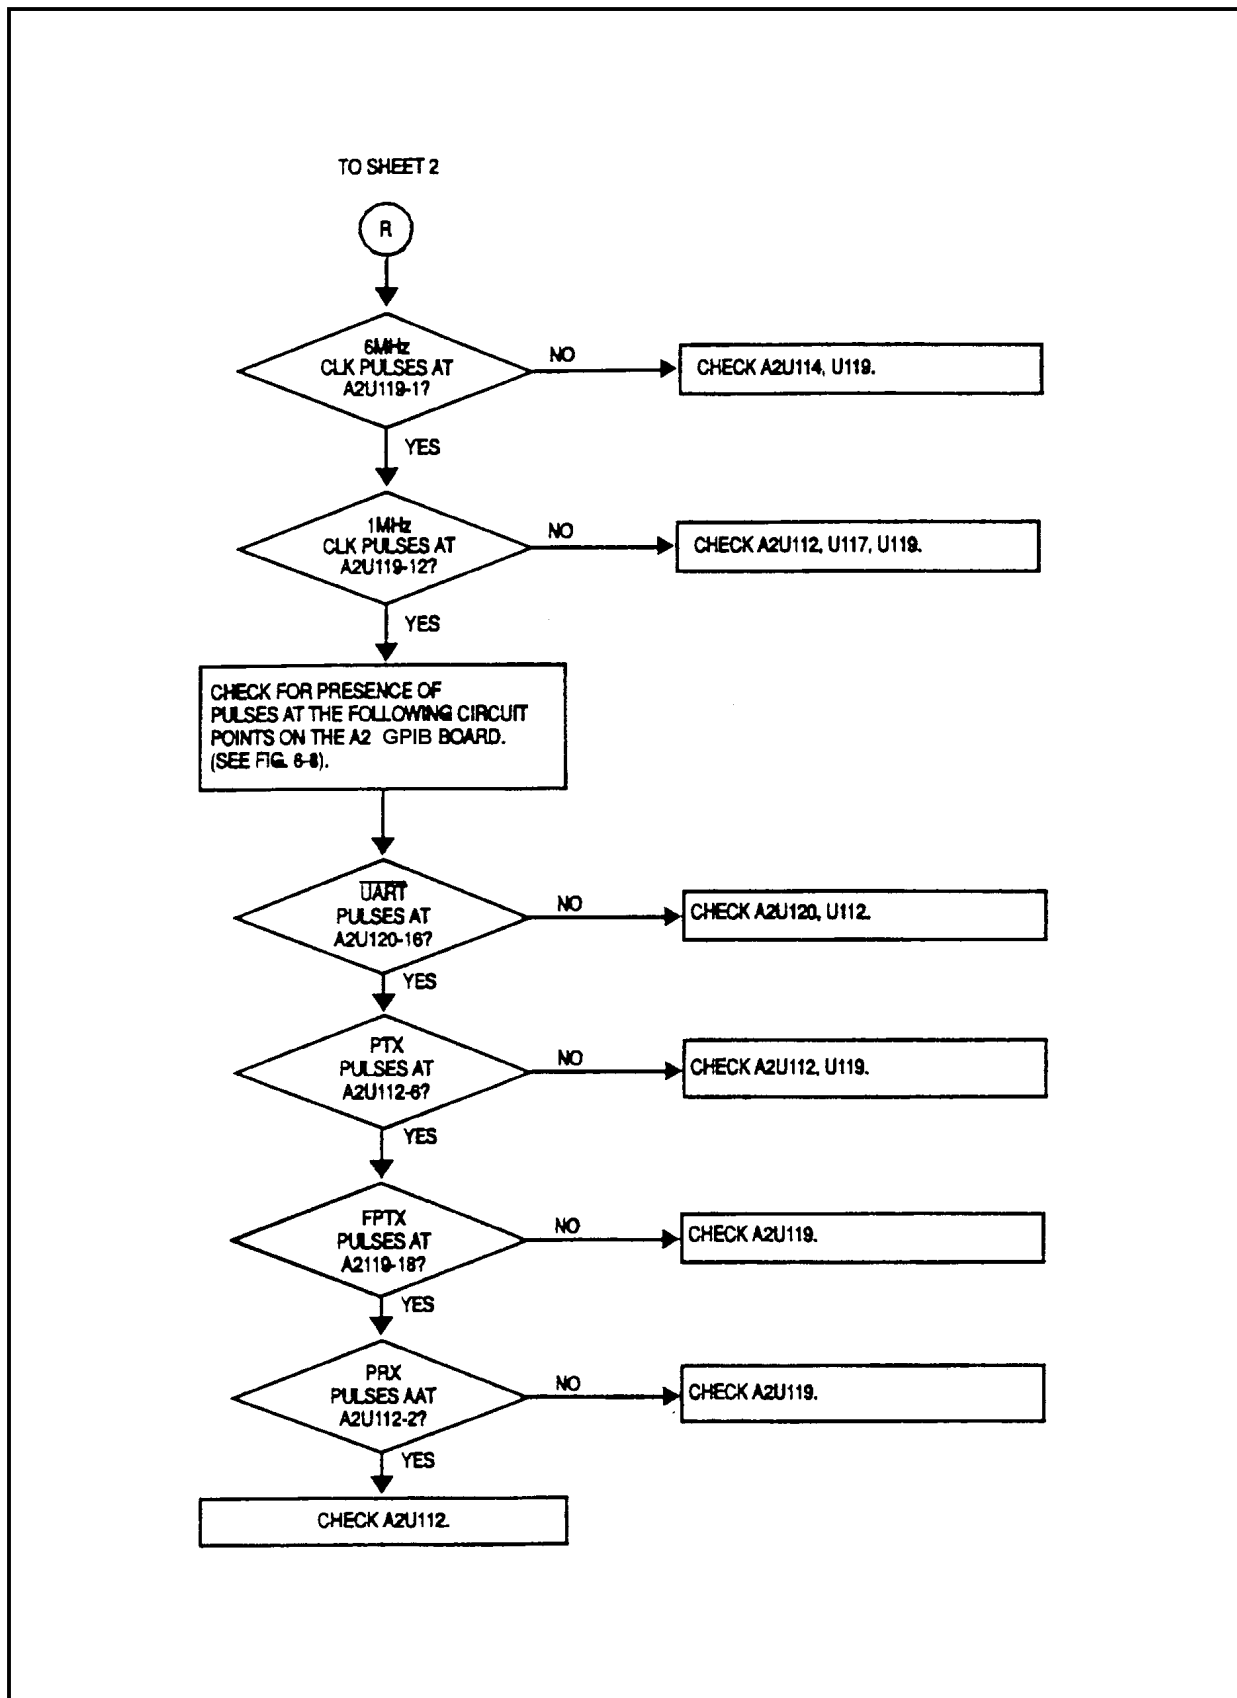 TO SHEET 2
R
6MHz
CLK PULSES AT
A2U119-1?
NO
CHECK A2U114, U119.
YES
1MHz
CLK PULSES AT
A2U119-12?
NO
CHECK A2U112, U117, U119.
YES
CHECK FOR PRESENCE OF
PULSES AT THE FOLLOWING CIRCUIT
POINTS ON THE A2 GPIB BOARD.
(SEE FIG. 6-8).
UART
PULSES AT
A2U120-16?
NO
CHECK A2U120, U112.
YES
PTX
PULSES AT
A2U112-6?
NO
CHECK A2U112, U119.
YES
FPTX
PULSES AT
A2119-18?
NO
CHECK A2U119.
YES
PRX
PULSES AAT
A2U112-2?
NO
CHECK A2U119.
YES
CHECK A2U112.